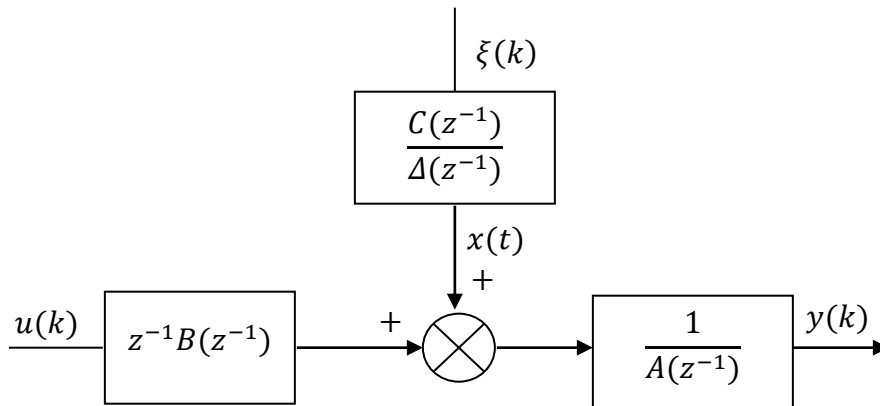 ξ(k)
C(z⁻¹)
Δ(z⁻¹)
x(t)
+
u(k)
z⁻¹B(z⁻¹)
+
1
A(z⁻¹)
y(k)